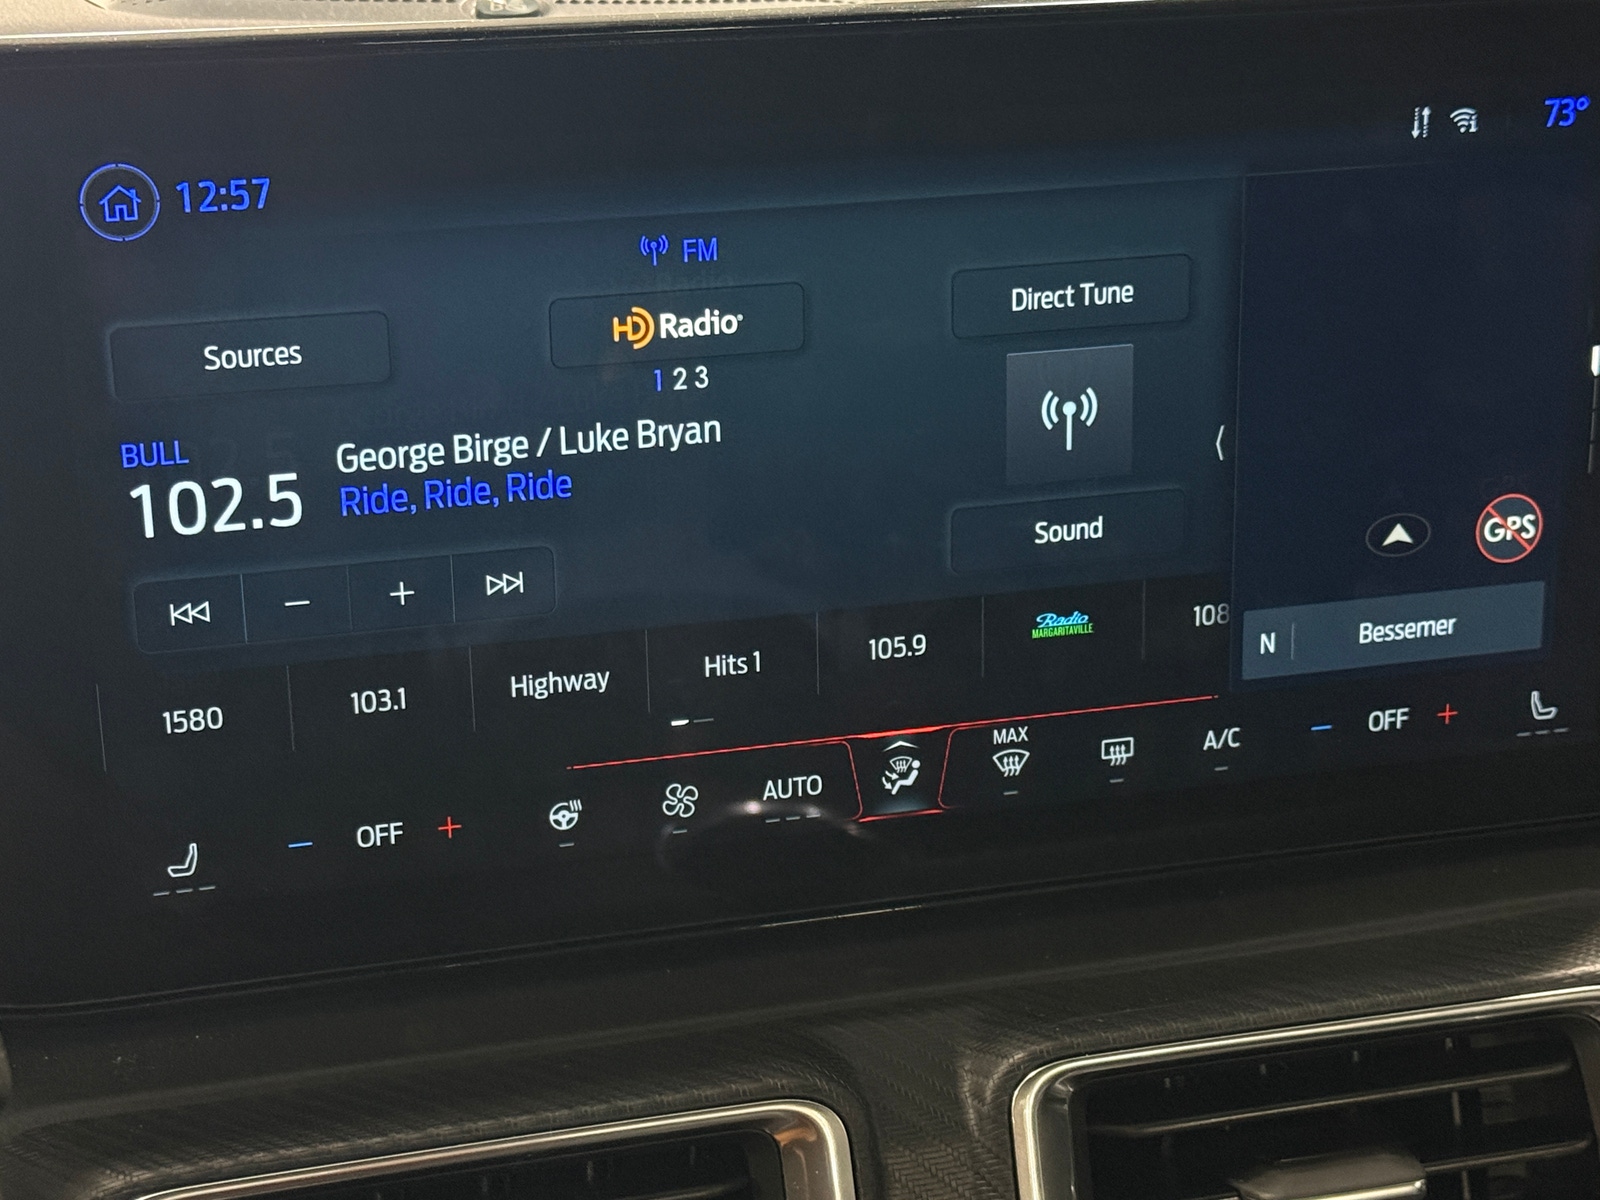 73°
12:57
FM
Sources
HD Radio
Direct Tune
1 2 3
BULL
102.5
George Birge / Luke Bryan
Ride, Ride, Ride
Sound
GPS
1580
103.1
Highway
Hits 1
105.9
Radio
MARGARITAVILLE
108
N
Bessemer
OFF
AUTO
MAX
A/C
OFF